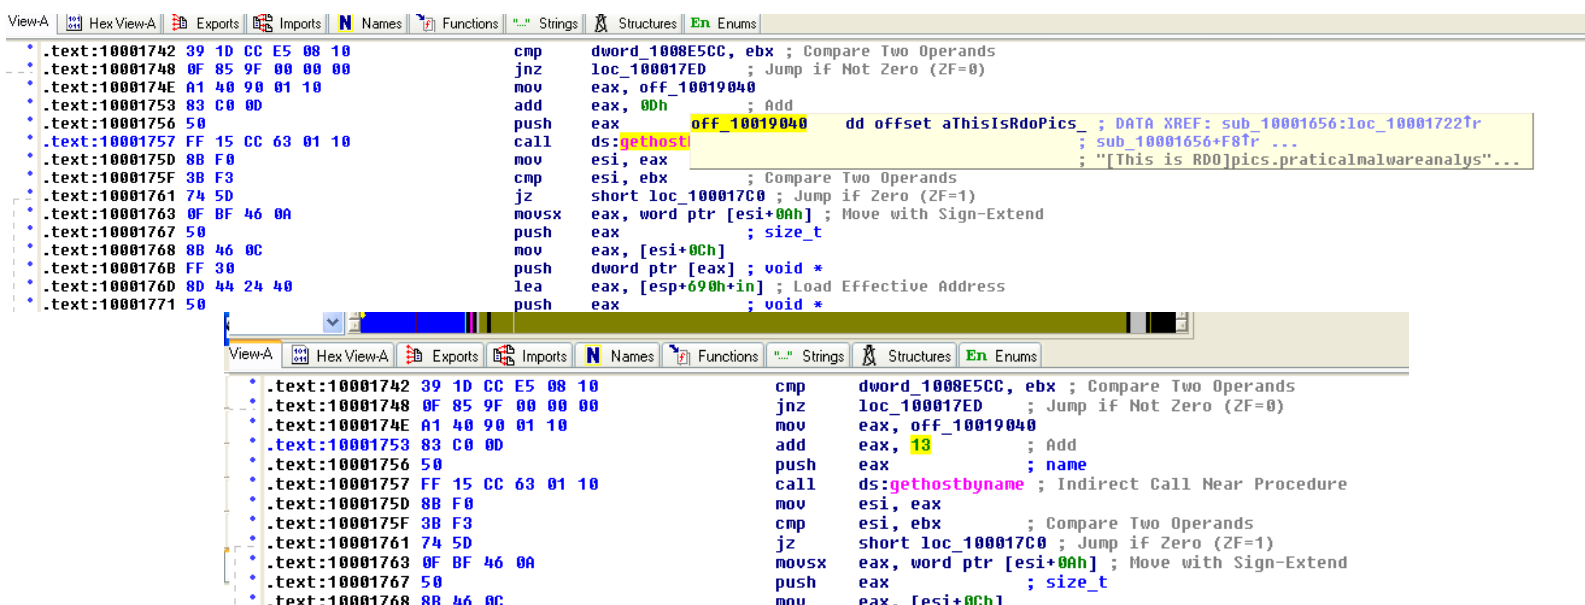 View-A Hex View-A Exports Imports N Names Functions "..." Strings Structures En Enums
.text:10001742 39 1D CC E5 08 10 cmp dword_1008E5CC, ebx ; Compare Two Operands
.text:10001748 0F 85 9F 00 00 00 jnz loc_100017ED ; Jump if Not Zero (ZF=0)
.text:1000174E A1 40 90 01 10 mov eax, off_10019040
.text:10001753 83 C0 0D add eax, 0Dh ; Add
.text:10001756 50 push eax off_10019040 dd offset aThisIsRdoPics_ ; DATA XREF: sub_10001656:loc_10001722↑r
.text:10001757 FF 15 CC 63 01 10 call ds:gethost ; sub_10001656+F8↑r ...
.text:1000175D 8B F0 mov esi, eax ; "[This is RDO]pics.praticalmalwareanalys"...
.text:1000175F 3B F3 cmp esi, ebx ; Compare Two Operands
.text:10001761 74 5D jz short loc_100017C0 ; Jump if Zero (ZF=1)
.text:10001763 0F BF 46 0A movsx eax, word ptr [esi+0Ah] ; Move with Sign-Extend
.text:10001767 50 push eax ; size_t
.text:10001768 8B 46 0C mov eax, [esi+0Ch]
.text:1000176B FF 30 push dword ptr [eax] ; void *
.text:1000176D 8D 44 24 40 lea eax, [esp+690h+in] ; Load Effective Address
.text:10001771 50 push eax ; void *
View-A Hex View-A Exports Imports N Names Functions "..." Strings Structures En Enums
.text:10001742 39 1D CC E5 08 10 cmp dword_1008E5CC, ebx ; Compare Two Operands
.text:10001748 0F 85 9F 00 00 00 jnz loc_100017ED ; Jump if Not Zero (ZF=0)
.text:1000174E A1 40 90 01 10 mov eax, off_10019040
.text:10001753 83 C0 0D add eax, 13 ; Add
.text:10001756 50 push eax ; name
.text:10001757 FF 15 CC 63 01 10 call ds:gethostbyname ; Indirect Call Near Procedure
.text:1000175D 8B F0 mov esi, eax
.text:1000175F 3B F3 cmp esi, ebx ; Compare Two Operands
.text:10001761 74 5D jz short loc_100017C0 ; Jump if Zero (ZF=1)
.text:10001763 0F BF 46 0A movsx eax, word ptr [esi+0Ah] ; Move with Sign-Extend
.text:10001767 50 push eax ; size_t
.text:10001768 8B 46 0C mov eax, [esi+0Ch]